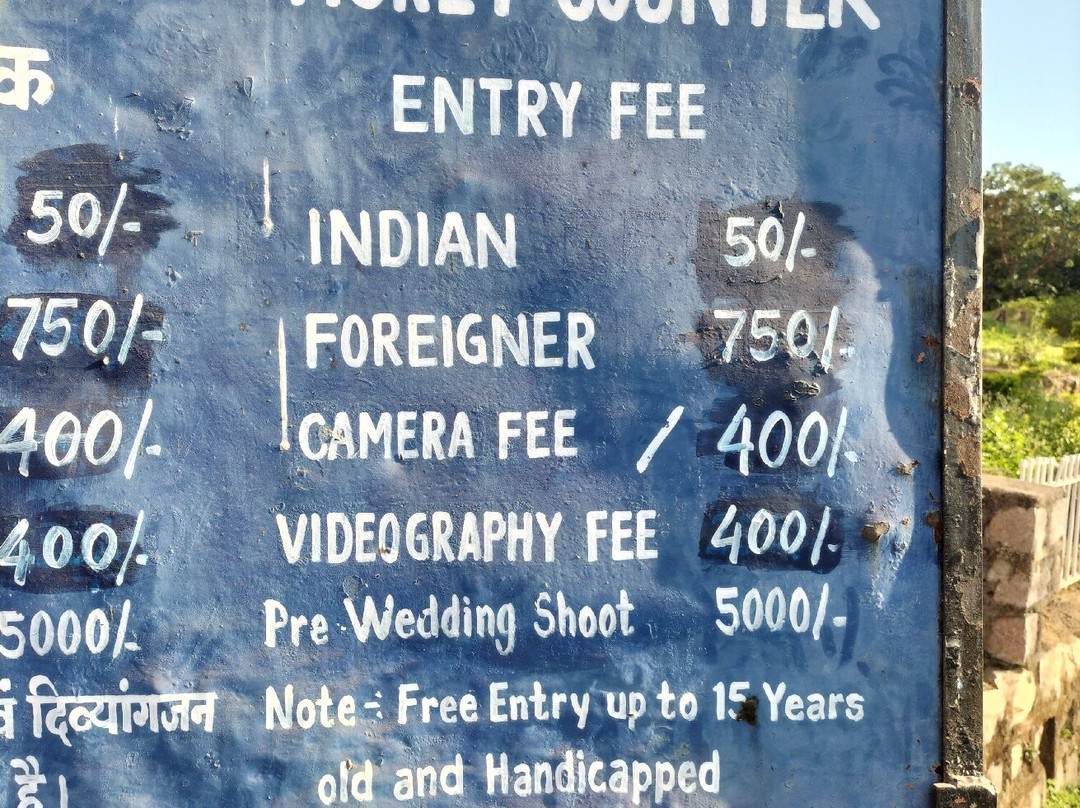 COUNTER
ENTRY FEE
क
50/-
INDIAN 50/-
750/-
FOREIGNER 750/-
400/-
CAMERA FEE / 400/-
400/-
VIDEOGRAPHY FEE 400/-
5000/-
Pre-Wedding Shoot 5000/-
दिव्यांगजन
Note-: Free Entry up to 15 Years
है।
old and Handicapped